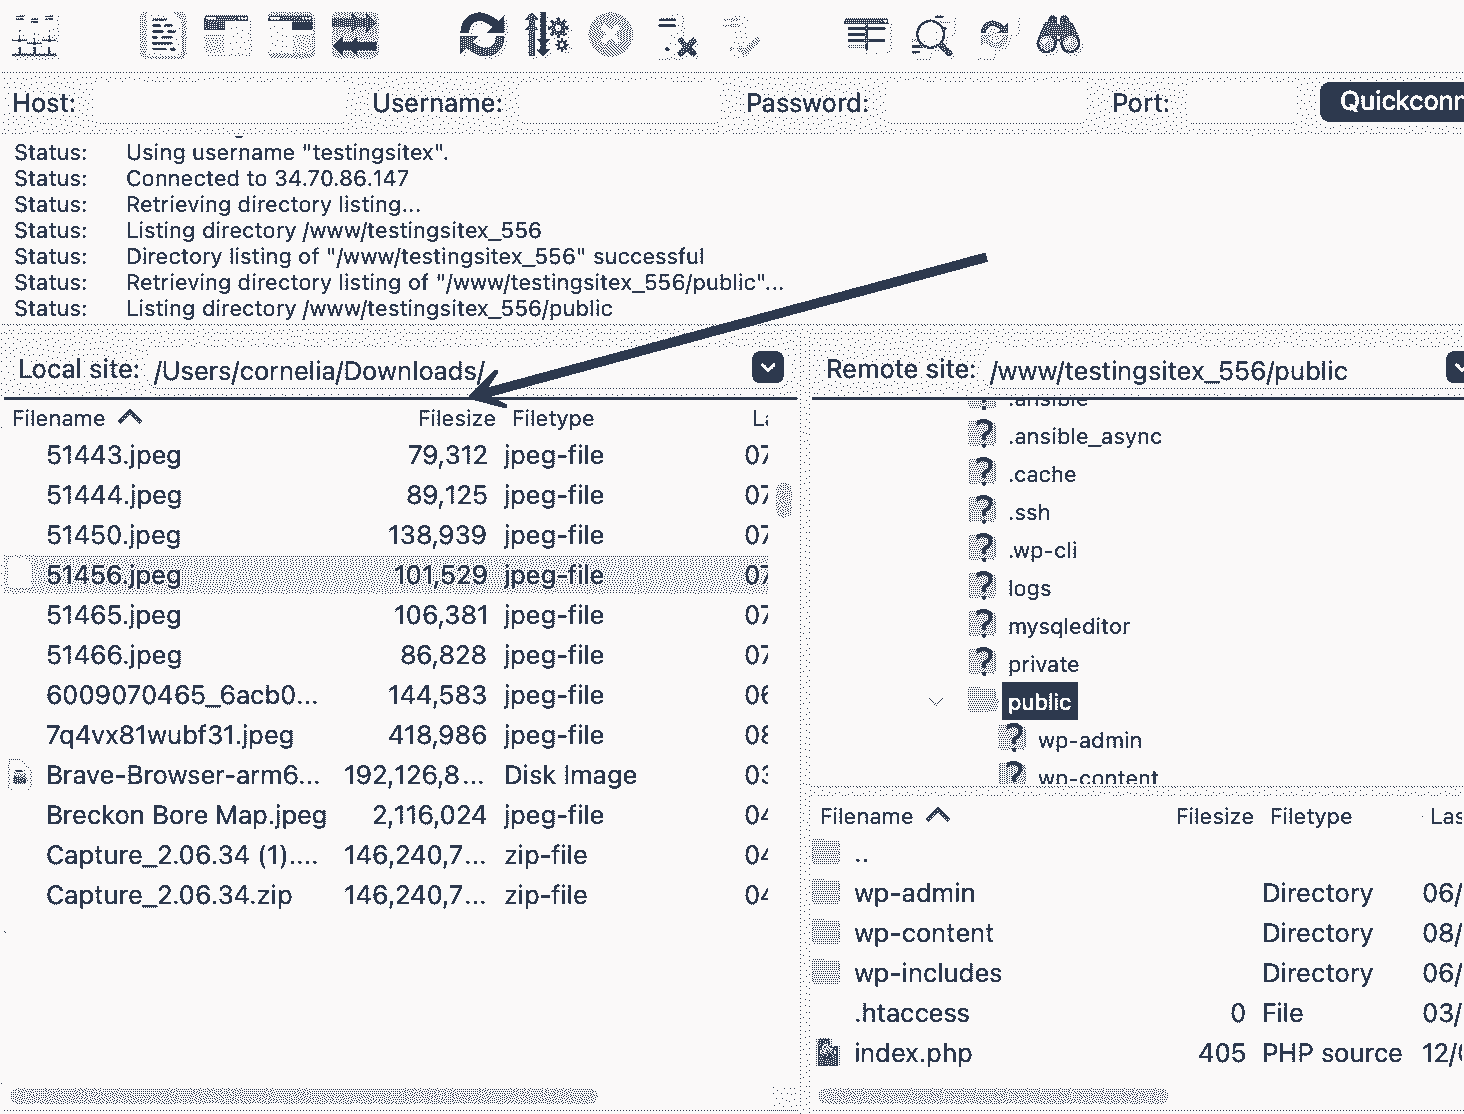 Host: Username: Password: Port: Quickconn
Status: Using username "testingsitex".
Status: Connected to 34.70.86.147
Status: Retrieving directory listing...
Status: Listing directory /www/testingsitex_556
Status: Directory listing of "/www/testingsitex_556" successful
Status: Retrieving directory listing of "/www/testingsitex_556/public"...
Status: Listing directory /www/testingsitex_556/public
Local site: /Users/cornelia/Downloads/
Filename Filesize Filetype La
51443.jpeg 79,312 jpeg-file 07
51444.jpeg 89,125 jpeg-file 07
51450.jpeg 138,939 jpeg-file 07
51456.jpeg 101,529 jpeg-file 07
51465.jpeg 106,381 jpeg-file 07
51466.jpeg 86,828 jpeg-file 07
6009070465_6acb0... 144,583 jpeg-file 06
7q4vx81wubf31.jpeg 418,986 jpeg-file 08
Brave-Browser-arm6... 192,126,8... Disk Image 03
Breckon Bore Map.jpeg 2,116,024 jpeg-file 04
Capture_2.06.34 (1).... 146,240,7... zip-file 04
Capture_2.06.34.zip 146,240,7... zip-file 04
Remote site: /www/testingsitex_556/public
.ansible
.ansible_async
.cache
.ssh
.wp-cli
logs
mysqleditor
private
public
wp-admin
wp-content
Filename Filesize Filetype Las
..
wp-admin Directory 06/
wp-content Directory 08/
wp-includes Directory 06/
.htaccess 0 File 03/
index.php 405 PHP source 12/0